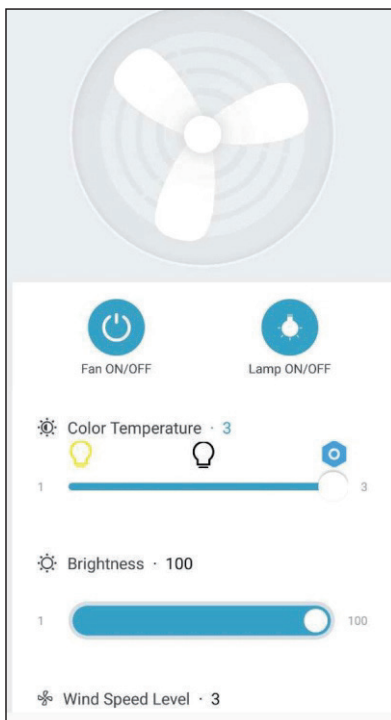 Fan ON/OFF
Lamp ON/OFF
Color Temperature · 3
1
3
Brightness · 100
1
100
Wind Speed Level · 3